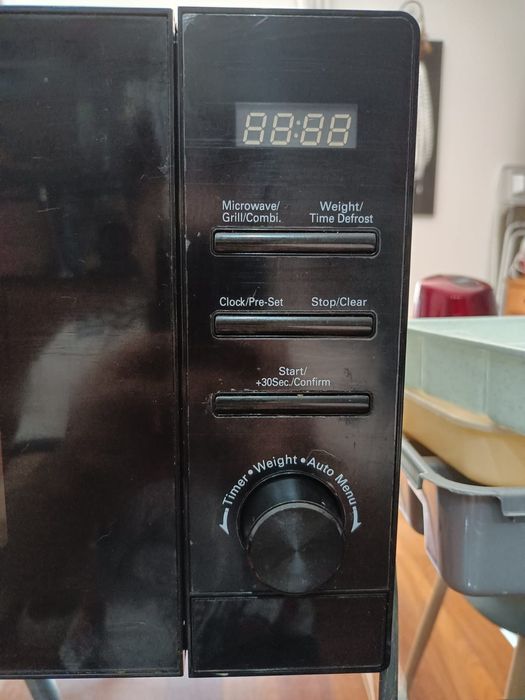 88:88
Microwave/ Weight/
Grill/Combi. Time Defrost
Clock/Pre-Set Stop/Clear
Start/
+30Sec./Confirm
Timer • Weight • Auto Menu